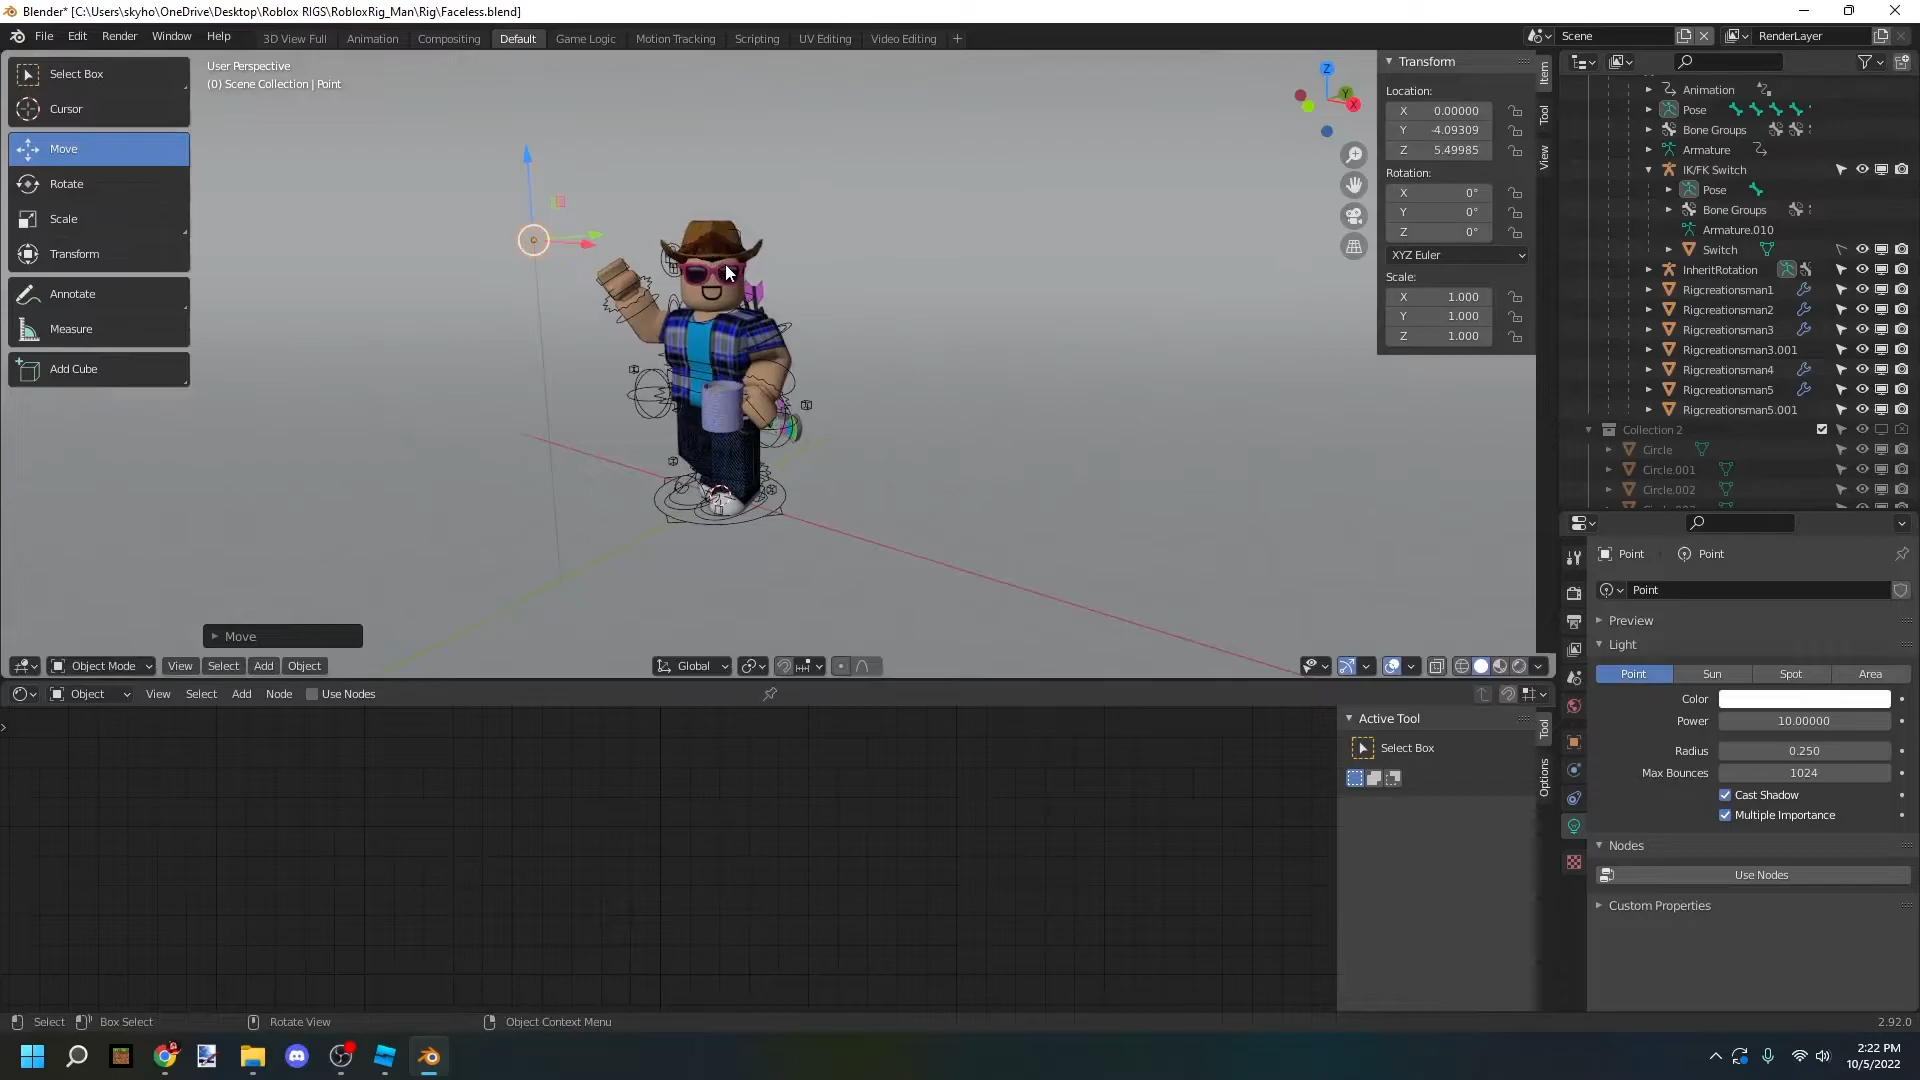 Blender* [C:\Users\skyho\OneDrive\Desktop\Roblox RIGS\RobloxRig_Man\Rig\Faceless.blend]
File Edit Render Window Help 3D View Full Animation Compositing Default Game Logic Motion Tracking Scripting UV Editing Video Editing + Scene RenderLayer
Select Box
Cursor
Move
Rotate
Scale
Transform
Annotate
Measure
Add Cube
User Perspective
(0) Scene Collection | Point
Z
Y
X
Transform
Location:
X 0.00000
Y -4.09309
Z 5.49985
Rotation:
X 0°
Y 0°
Z 0°
XYZ Euler
Scale:
X 1.000
Y 1.000
Z 1.000
Item
Tool
View
Animation
Pose
Bone Groups
Armature
IK/FK Switch
Pose
Bone Groups
Armature.010
Switch
InheritRotation
Rigcreationsman1
Rigcreationsman2
Rigcreationsman3
Rigcreationsman3.001
Rigcreationsman4
Rigcreationsman5
Rigcreationsman5.001
Collection 2
Circle
Circle.001
Circle.002
Move
Object Mode View Select Add Object Global
Object View Select Add Node Use Nodes
Active Tool
Select Box
Tool
Options
Point Point
Point
Preview
Light
Point Sun Spot Area
Color
Power 10.00000
Radius 0.250
Max Bounces 1024
Cast Shadow
Multiple Importance
Nodes
Use Nodes
Custom Properties
Select Box Select Rotate View Object Context Menu 2.92.0
2:22 PM
10/5/2022